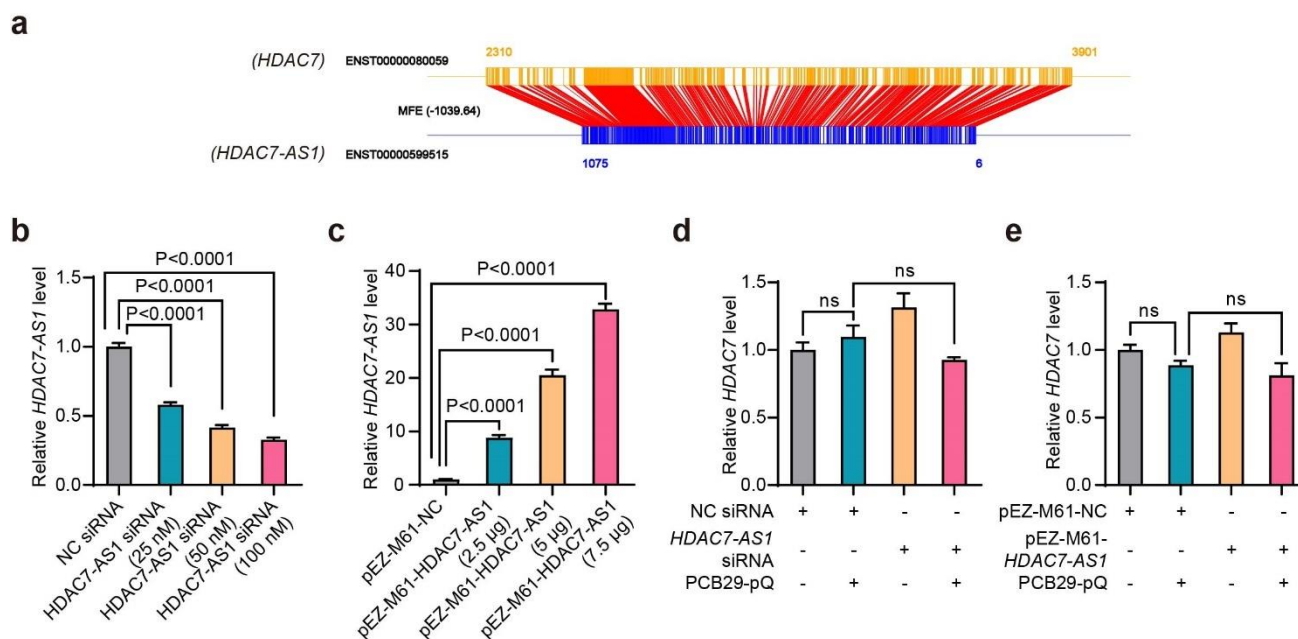 a
2310
3901
(HDAC7)
ENST00000080059
MFE (-1039.64)
(HDAC7-AS1)
ENST00000599515
1075
6
b
Relative HDAC7-AS1 level
1.5
1.0
0.5
0.0
P<0.0001
P<0.0001
P<0.0001
NC siRNA
HDAC7-AS1 siRNA
(25 nM)
HDAC7-AS1 siRNA
(50 nM)
HDAC7-AS1 siRNA
(100 nM)
c
Relative HDAC7-AS1 level
40
30
20
10
0
P<0.0001
P<0.0001
P<0.0001
pEZ-M61-NC
pEZ-M61-HDAC7-AS1
(2.5 µg)
pEZ-M61-HDAC7-AS1
(5 µg)
pEZ-M61-HDAC7-AS1
(7.5 µg)
d
Relative HDAC7 level
1.5
1.0
0.5
0.0
ns
ns
NC siRNA + + - -
HDAC7-AS1
siRNA - - + +
PCB29-pQ - + - +
e
Relative HDAC7 level
1.5
1.0
0.5
0.0
ns
ns
pEZ-M61-NC + + - -
pEZ-M61-
HDAC7-AS1 - - + +
PCB29-pQ - + - +